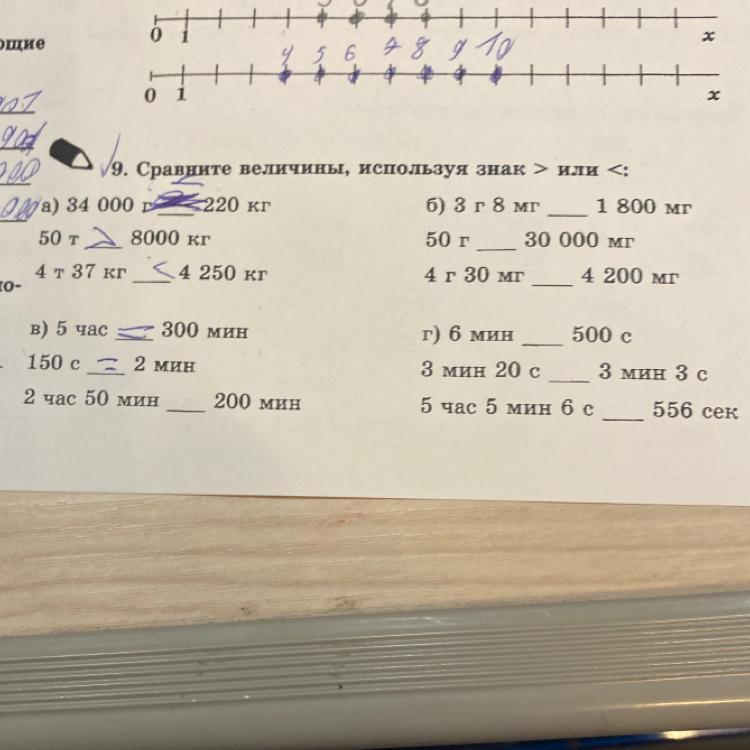 ющие
0 1 x
4 5 6 7 8 9 10
0 1 x
9. Сравните величины, используя знак > или <:
а) 34 000 г 220 кг
50 т > 8000 кг
4 т 37 кг < 4 250 кг
б) 3 г 8 мг ___ 1 800 мг
50 г ___ 30 000 мг
4 г 30 мг ___ 4 200 мг
в) 5 час = 300 мин
150 с = 2 мин
2 час 50 мин ___ 200 мин
г) 6 мин ___ 500 с
3 мин 20 с ___ 3 мин 3 с
5 час 5 мин 6 с ___ 556 сек